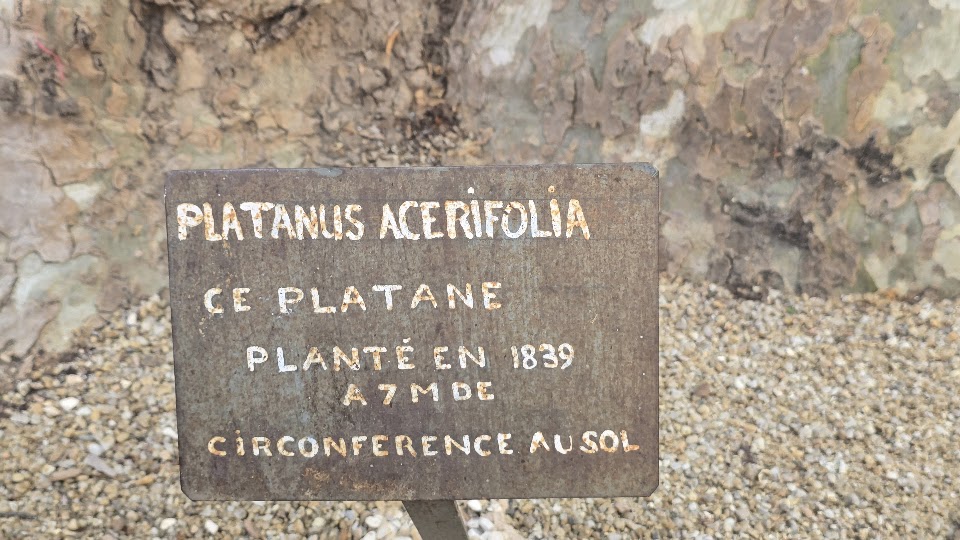 PLATANUS ACERIFOLIA
CE PLATANE
PLANTÉ EN 1839
A 7 M DE
CIRCONFERENCE AU SOL